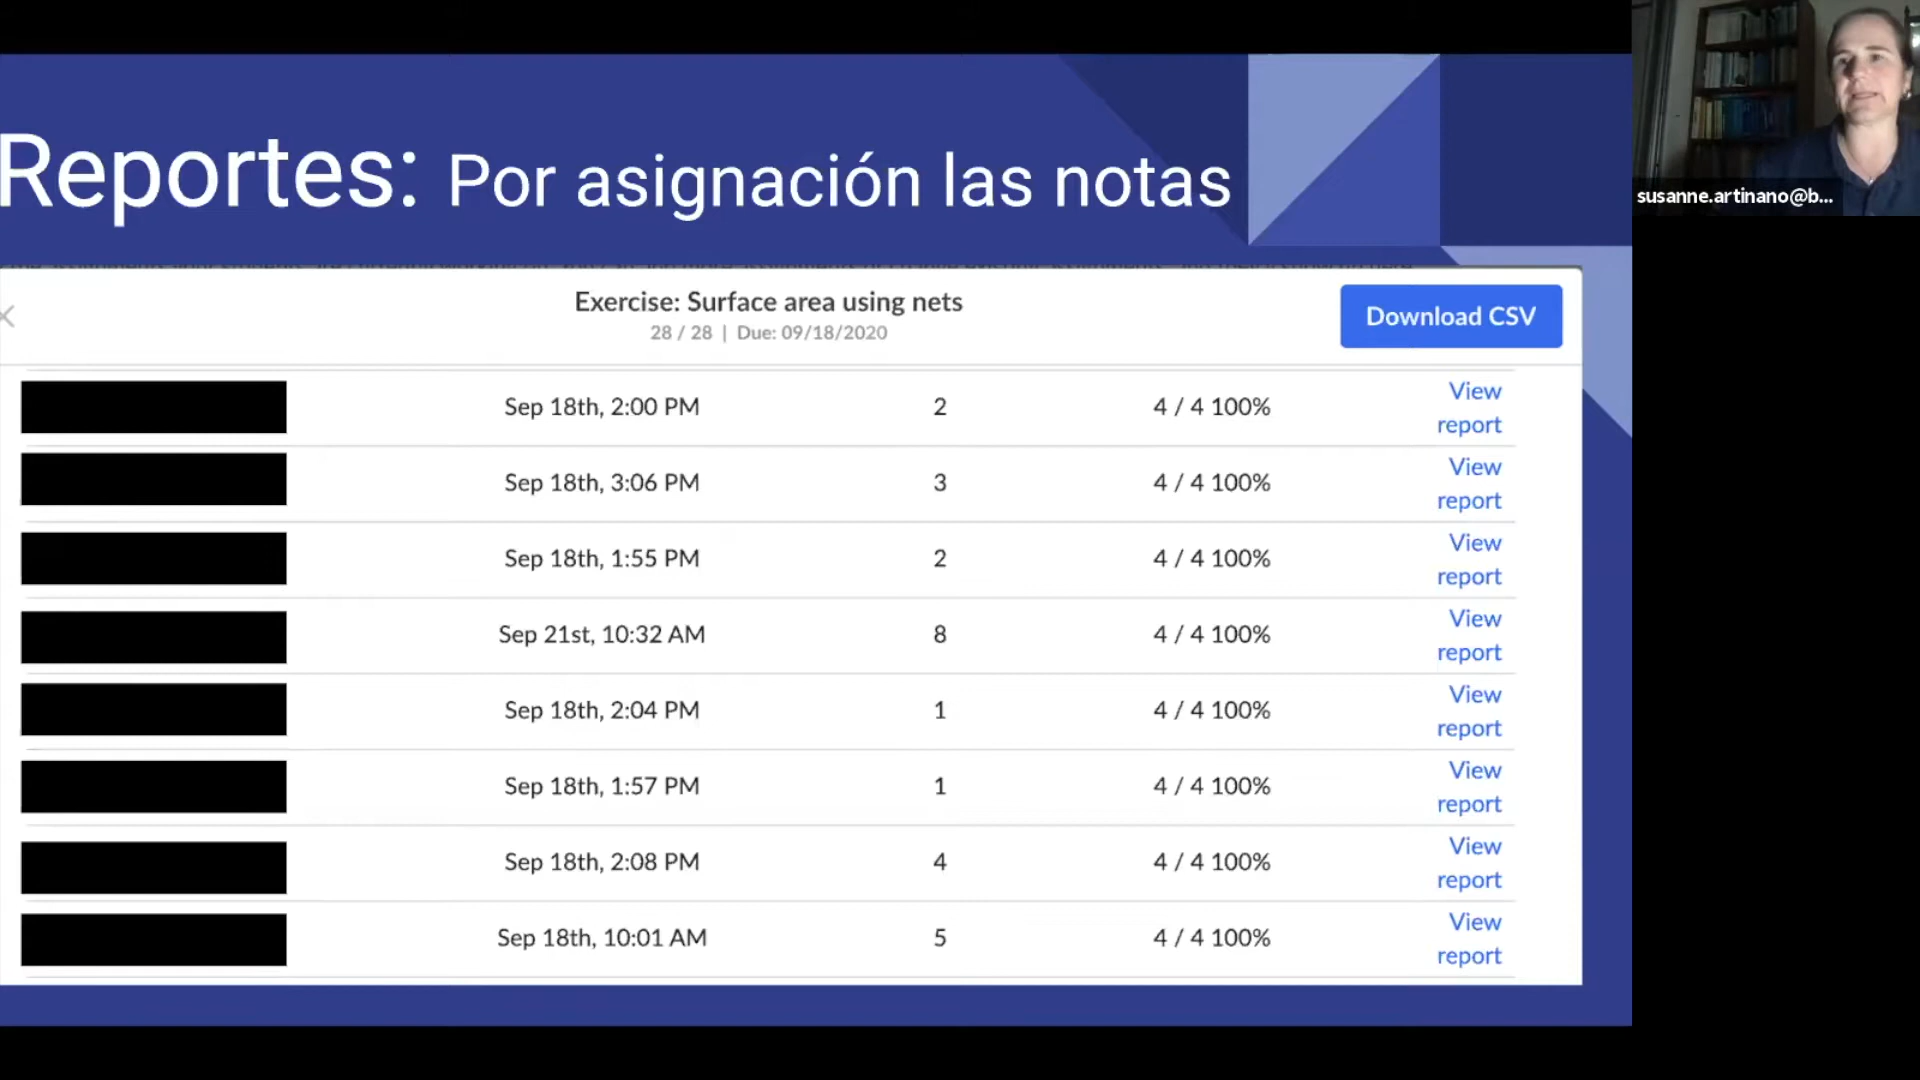 Reportes: Por asignación las notas
susanne.artinano@b...
Exercise: Surface area using nets
28 / 28 | Due: 09/18/2020
Download CSV
Sep 18th, 2:00 PM 2 4 / 4 100% View
report
Sep 18th, 3:06 PM 3 4 / 4 100% View
report
Sep 18th, 1:55 PM 2 4 / 4 100% View
report
Sep 21st, 10:32 AM 8 4 / 4 100% View
report
Sep 18th, 2:04 PM 1 4 / 4 100% View
report
Sep 18th, 1:57 PM 1 4 / 4 100% View
report
Sep 18th, 2:08 PM 4 4 / 4 100% View
report
Sep 18th, 10:01 AM 5 4 / 4 100% View
report